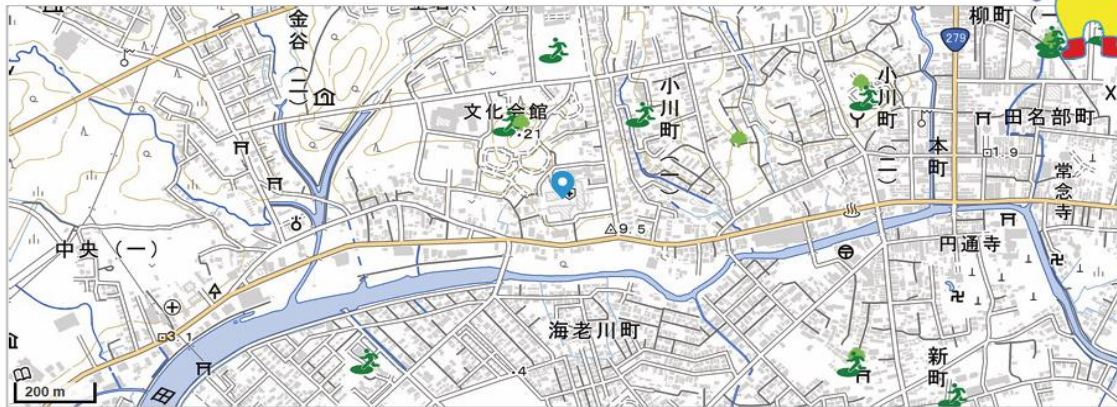 金谷(二)
柳町(一
279
文化会館
・21
小川町(一)
小川町(二)
本町
田名部町
1.9
常念寺
中央(一)
9.5
円通寺
3.1
海老川町
・4
新町
田
200 m